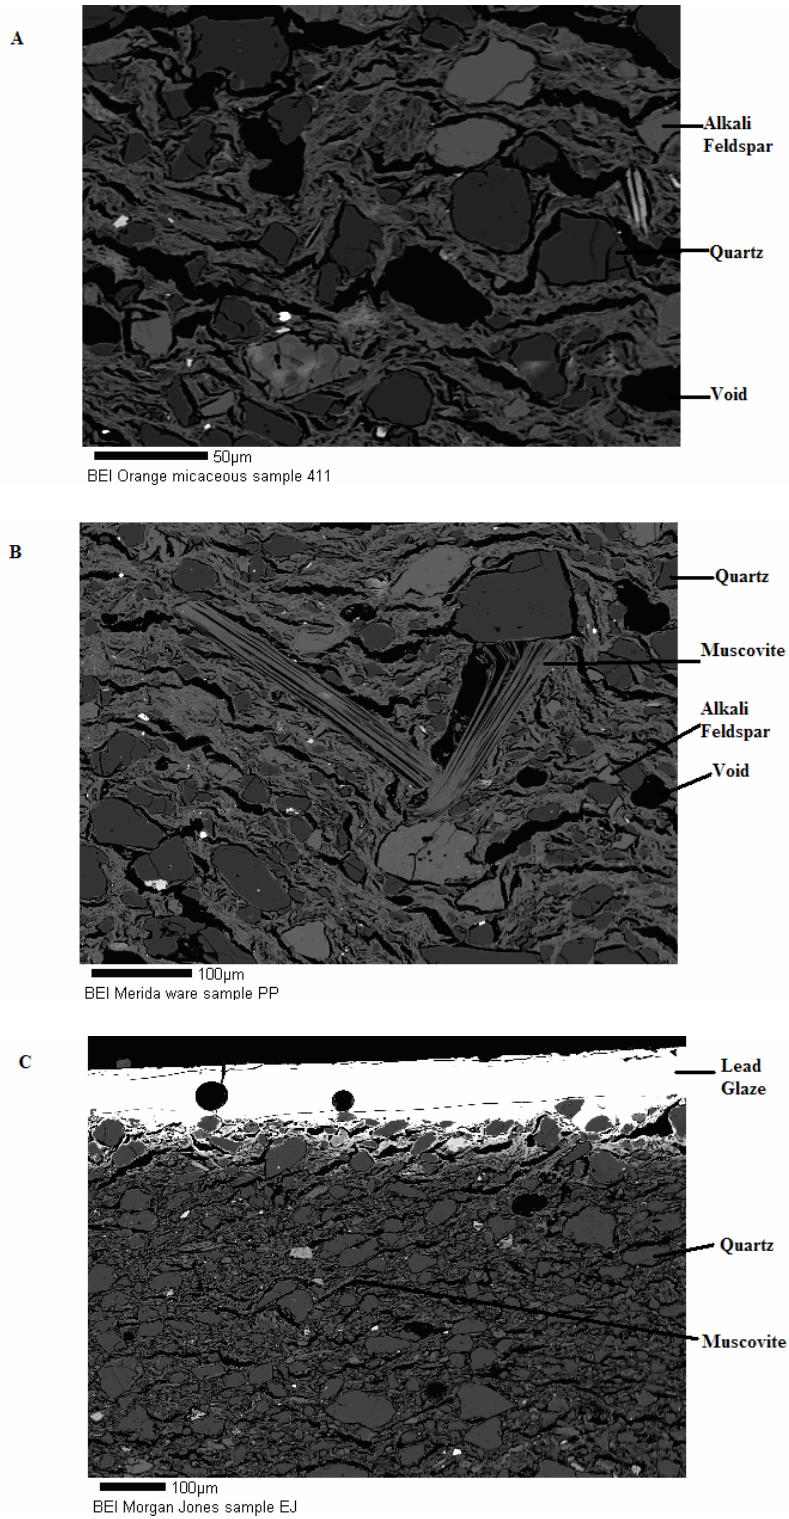 A
Alkali
Feldspar
Quartz
Void
50µm
BEI Orange micaceous sample 411
B
Quartz
Muscovite
Alkali
Feldspar
Void
100µm
BEI Merida ware sample PP
C
Lead
Glaze
Quartz
Muscovite
100µm
BEI Morgan Jones sample EJ